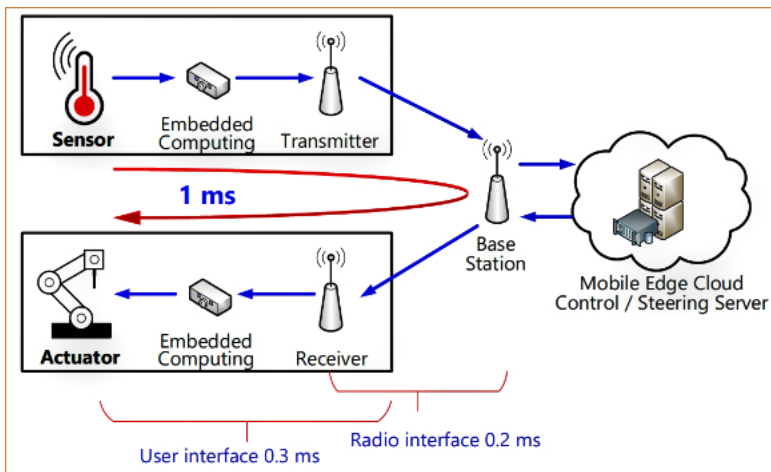 Sensor
Embedded
Computing
Transmitter
1 ms
Base
Station
Mobile Edge Cloud
Control / Steering Server
Actuator
Embedded
Computing
Receiver
User interface 0.3 ms
Radio interface 0.2 ms